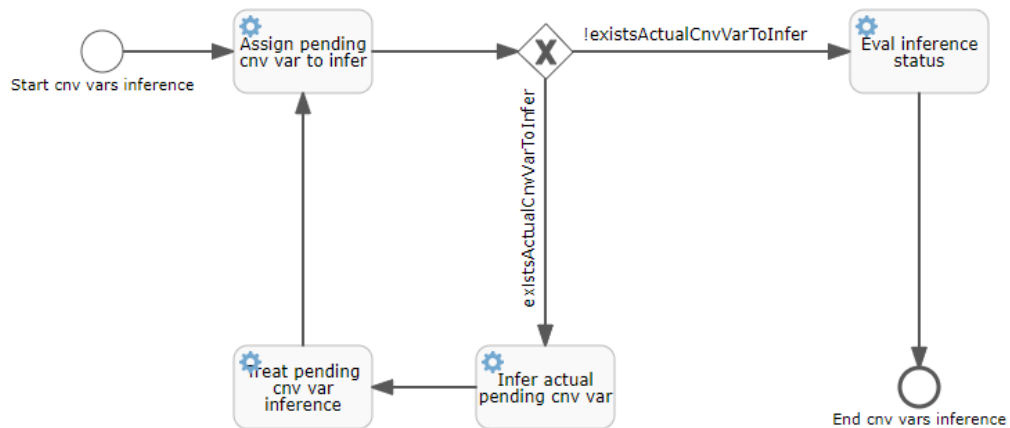 Assign pending
cnv var to infer
!existsActualCnvVarToInfer
Eval inference
status
Start cnv vars inference
existsActualCnvVarToInfer
Treat pending
cnv var
inference
Infer actual
pending cnv var
End cnv vars inference